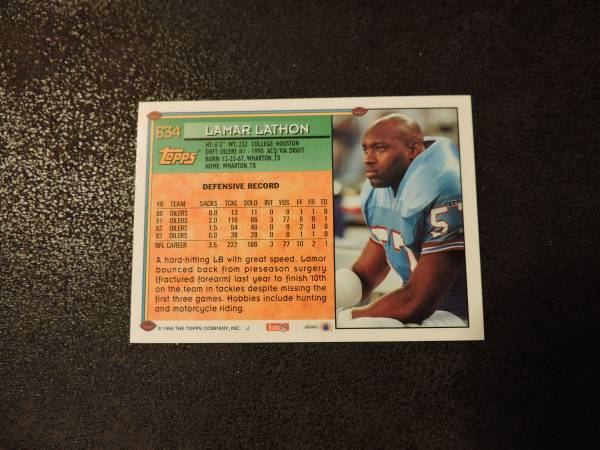 634
LAMAR LATHON
Topps
HT: 6'3" WT: 252 COLLEGE: HOUSTON
DRFT: OILERS #1 - 1990 ACQ: VIA DRAFT
BORN: 12-23-67, WHARTON, TX
HOME: WHARTON, TX
DEFENSIVE RECORD
YR TEAM SACKS TCKL SOLO INT YDS FF FR TD
90 OILERS 0.0 13 11 0 0 0 1 0
91 OILERS 2.0 116 86 3 77 6 0 1
92 OILERS 1.5 54 40 0 0 2 0 0
93 OILERS 0.0 39 29 0 0 1 1 0
NFL CAREER 3.5 222 166 3 77 10 2 1
A hard-hitting LB with great speed, Lamar
bounced back from preseason surgery
(fractured forearm) last year to finish 10th
on the team in tackles despite missing the
first three games. Hobbies include hunting
and motorcycle riding.
© 1994 THE TOPPS COMPANY, INC. J
57